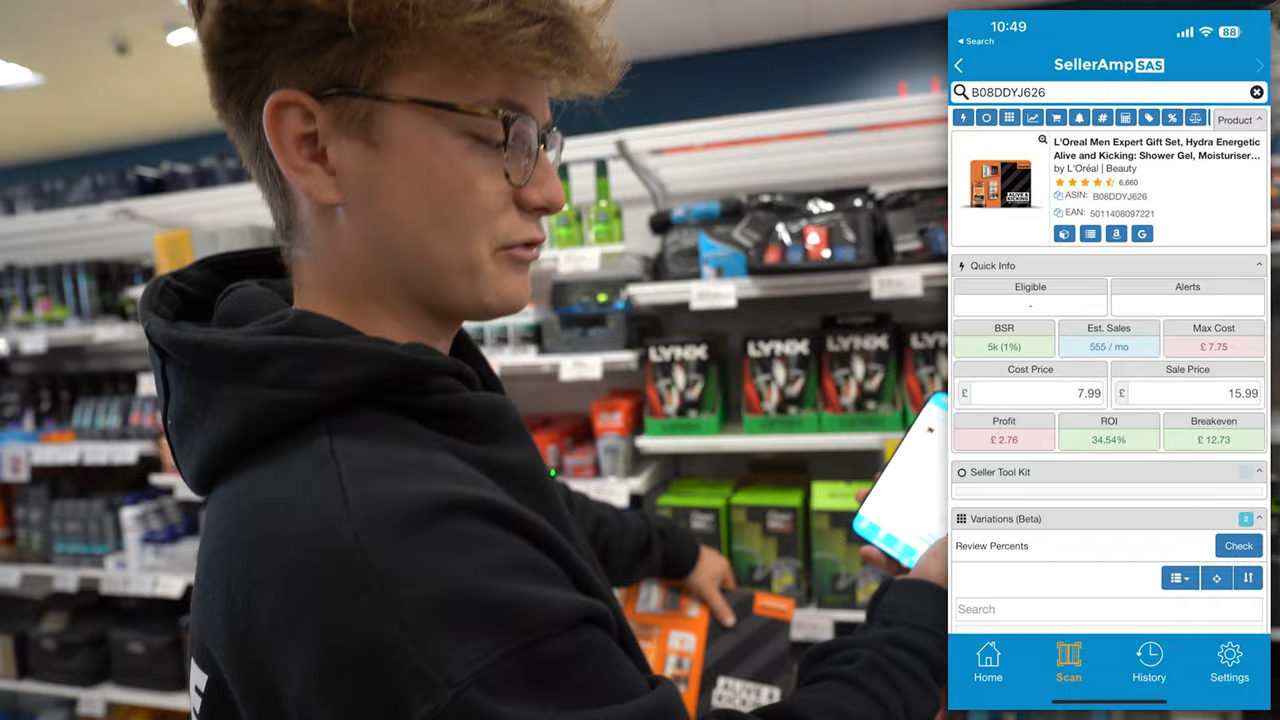 10:49
88
Search
SellerAmp SAS
B08DDYJ626
Product
L'Oreal Men Expert Gift Set, Hydra Energetic
Alive and Kicking: Shower Gel, Moisturiser...
by L'Oréal | Beauty
6,660
ASIN: B08DDYJ626
EAN: 5011408097221
Quick Info
Eligible
Alerts
-
BSR
Est. Sales
Max Cost
5k (1%)
555 / mo
£ 7.75
Cost Price
Sale Price
£ 7.99
£ 15.99
Profit
ROI
Breakeven
£ 2.76
34.54%
£ 12.73
Seller Tool Kit
Variations (Beta)
2
Review Percents
Check
Search
Home
Scan
History
Settings
LYNX
LYNX
LYNX
LYNX
ALIVE &
KICKING